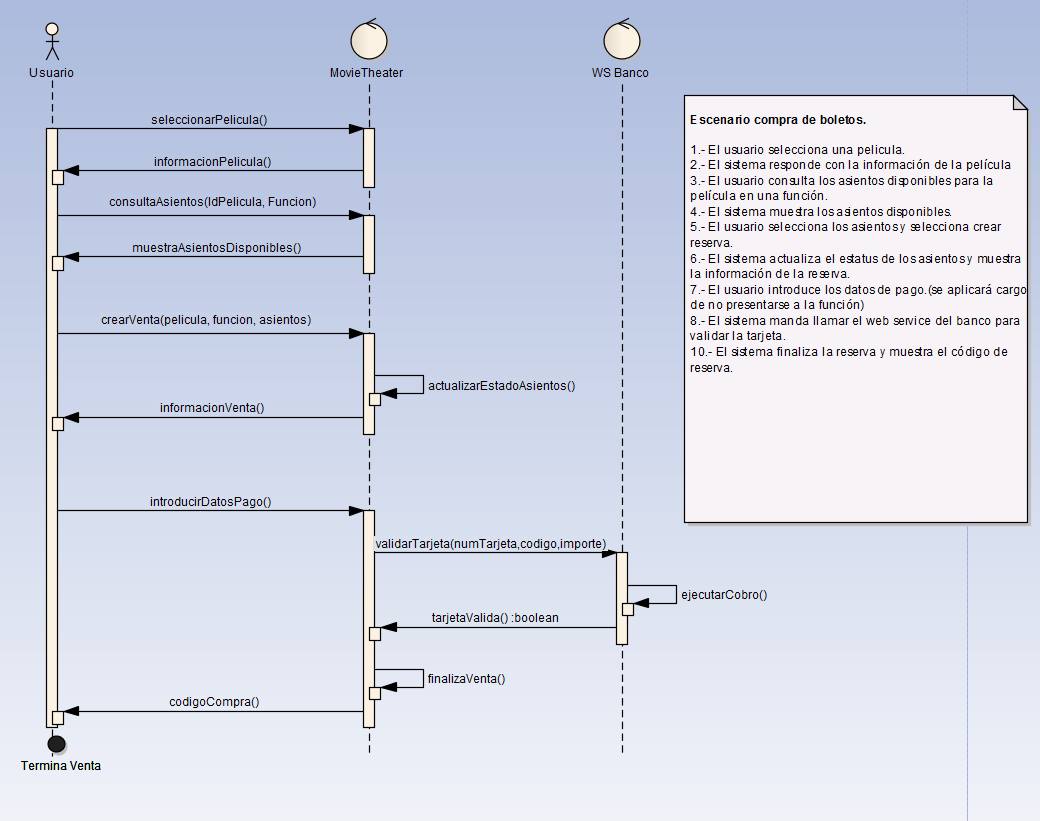 Usuario
MovieTheater
WS Banco
seleccionarPelicula()
informacionPelicula()
consultaAsientos(IdPelicula, Funcion)
muestraAsientosDisponibles()
crearVenta(pelicula, funcion, asientos)
actualizarEstadoAsientos()
informacionVenta()
introducirDatosPago()
validarTarjeta(numTarjeta,codigo,importe)
ejecutarCobro()
tarjetaValida() :boolean
finalizaVenta()
codigoCompra()
Termina Venta
Escenario compra de boletos.
1.- El usuario selecciona una pelicula.
2.- El sistema responde con la información de la película
3.- El usuario consulta los asientos disponibles para la
película en una función.
4.- El sistema muestra los asientos disponibles.
5.- El usuario selecciona los asientos y selecciona crear
reserva.
6.- El sistema actualiza el estatus de los asientos y muestra
la información de la reserva.
7.- El usuario introduce los datos de pago.(se aplicará cargo
de no presentarse a la función)
8.- El sistema manda llamar el web service del banco para
validar la tarjeta.
10.- El sistema finaliza la reserva y muestra el código de
reserva.